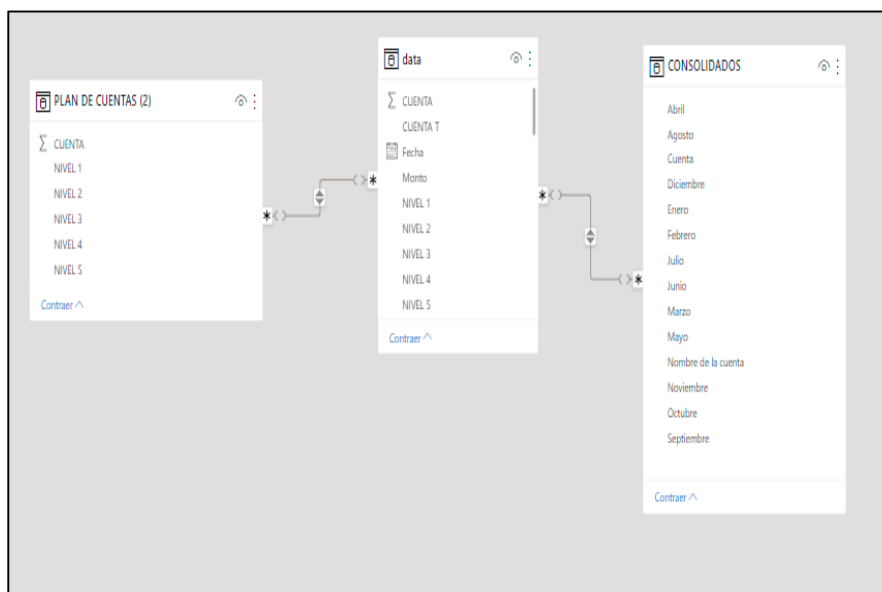 PLAN DE CUENTAS (2)
CUENTA
NIVEL 1
NIVEL 2
NIVEL 3
NIVEL 4
NIVEL 5
Contraer
data
CUENTA
CUENTA T
Fecha
Monto
NIVEL 1
NIVEL 2
NIVEL 3
NIVEL 4
NIVEL 5
Contraer
CONSOLIDADOS
Abril
Agosto
Cuenta
Diciembre
Enero
Febrero
Julio
Junio
Marzo
Mayo
Nombre de la cuenta
Noviembre
Octubre
Septiembre
Contraer